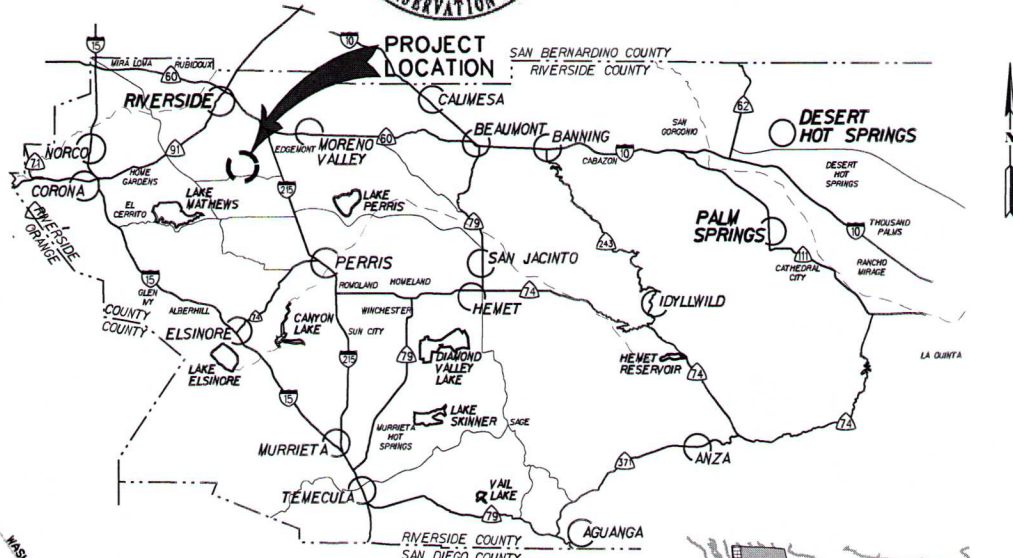 SERVATION
15
10
PROJECT
LOCATION
SAN BERNARDINO COUNTY
RIVERSIDE COUNTY
MIRA LOMA
RUBIDOUX
60
RIVERSIDE
CALIMESA
62
DESERT
HOT SPRINGS
SAN
GORGONIO
BEAUMONT
BANNING
EDGEMONT
MORENO
VALLEY
60
NORCO
91
71
CABAZON
10
DESERT
HOT
SPRINGS
N
HOME
GARDENS
CORONA
215
LAKE
MATHEWS
LAKE
PERRIS
EL
CERRITO
79
PALM
SPRINGS
THOUSAND
PALMS
10
RIVERSIDE
ORANGE
243
111
CATHEDRAL
CITY
RANCHO
MIRAGE
PERRIS
SAN JACINTO
15
GLEN
IVY
ROMOLAND
HOMELAND
74
HEMET
IDYLLWILD
COUNTY
COUNTY
ALBERHILL
74
WINCHESTER
CANYON
LAKE
SUN CITY
ELSINORE
215
79
DIAMOND
VALLEY
LAKE
HEMET
RESERVOIR
74
LA QUINTA
LAKE
ELSINORE
15
LAKE
SKINNER
MURRIETA
HOT
SPRINGS
SAGE
74
MURRIETA
371
ANZA
TEMECULA
VAIL
LAKE
79
AGUANGA
RIVERSIDE COUNTY
SAN DIEGO COUNTY